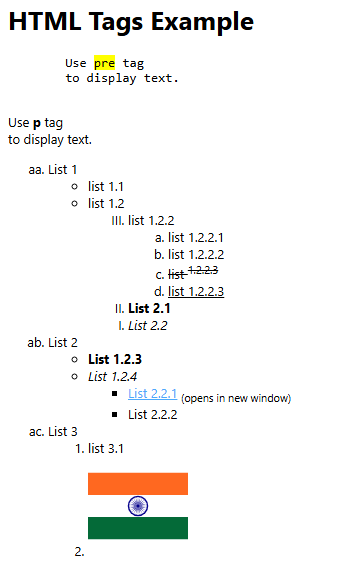 HTML Tags Example
Use pre tag
to display text.
Use p tag
to display text.
aa. List 1
list 1.1
list 1.2
III. list 1.2.2
a. list 1.2.2.1
b. list 1.2.2.2
c. list 1.2.2.3
d. list 1.2.2.3
II. List 2.1
I. List 2.2
ab. List 2
List 1.2.3
List 1.2.4
List 2.2.1 (opens in new window)
List 2.2.2
ac. List 3
1. list 3.1
2.